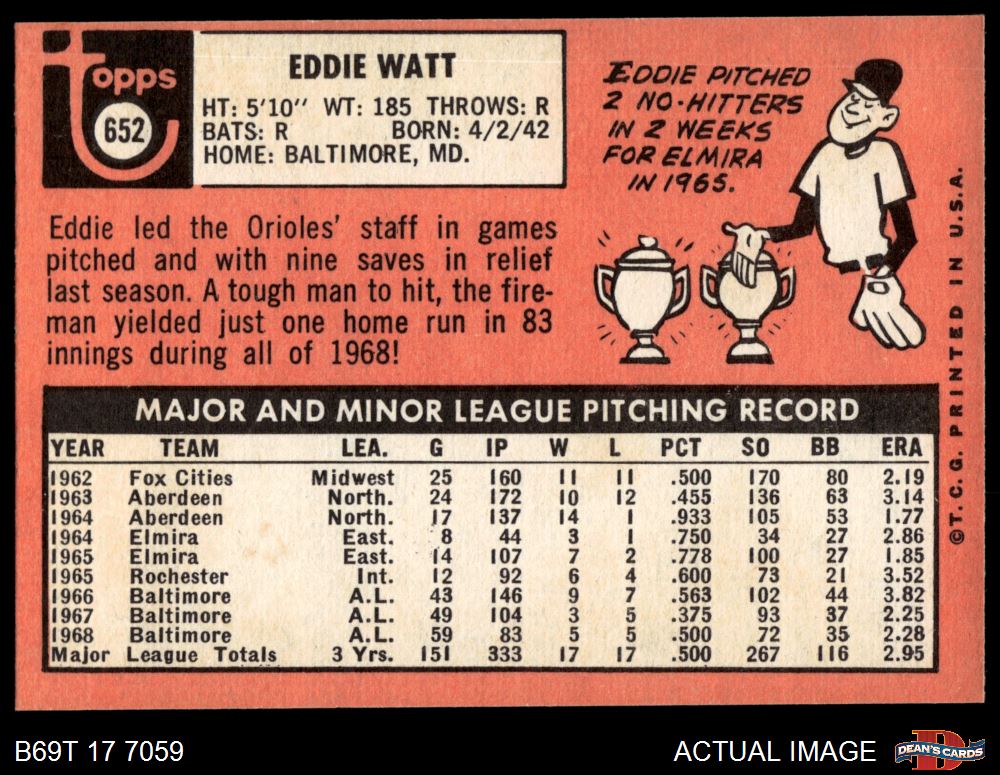 topps
652
EDDIE WATT
HT: 5'10" WT: 185 THROWS: R
BATS: R BORN: 4/2/42
HOME: BALTIMORE, MD.
EDDIE PITCHED
2 NO-HITTERS
IN 2 WEEKS
FOR ELMIRA
IN 1965.
Eddie led the Orioles' staff in games
pitched and with nine saves in relief
last season. A tough man to hit, the fire-
man yielded just one home run in 83
innings during all of 1968!
©T.C.G. PRINTED IN U.S.A.
MAJOR AND MINOR LEAGUE PITCHING RECORD
YEAR TEAM LEA. G IP W L PCT SO BB ERA
1962 Fox Cities Midwest 25 160 11 11 .500 170 80 2.19
1963 Aberdeen North. 24 172 10 12 .455 136 63 3.14
1964 Aberdeen North. 17 137 14 1 .933 105 53 1.77
1964 Elmira East. 8 44 3 1 .750 34 27 2.86
1965 Elmira East. 14 107 7 2 .778 100 27 1.85
1965 Rochester Int. 12 92 6 4 .600 73 21 3.52
1966 Baltimore A.L. 43 146 9 7 .563 102 44 3.82
1967 Baltimore A.L. 49 104 3 5 .375 93 37 2.25
1968 Baltimore A.L. 59 83 5 5 .500 72 35 2.28
Major League Totals 3 Yrs. 151 333 17 17 .500 267 116 2.95
B69T 17 7059
ACTUAL IMAGE
D
DEAN'S CARDS